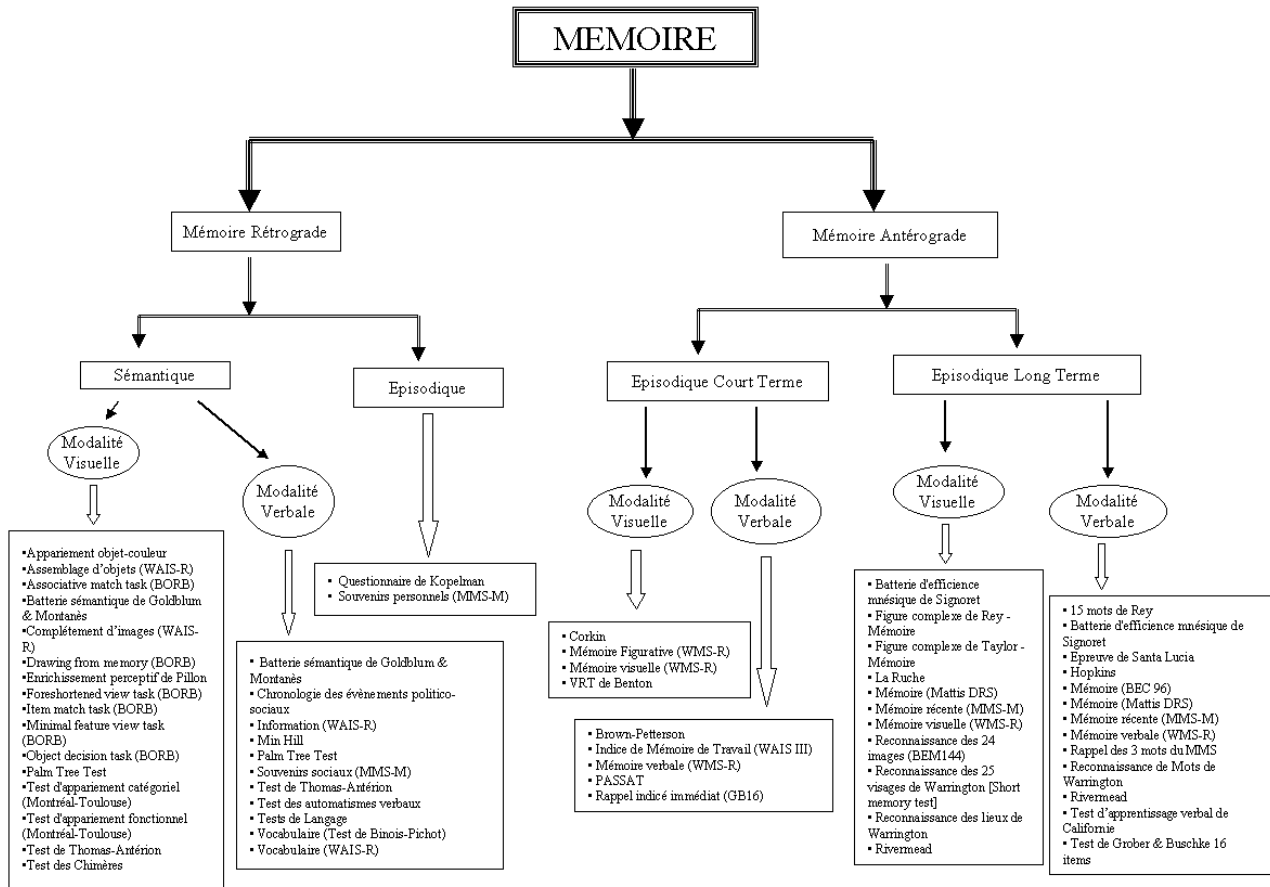 MEMOIRE
Mémoire Rétrograde
Mémoire Antérograde
Sémantique
Episodique
Episodique Court Terme
Episodique Long Terme
Modalité
Visuelle
Modalité
Verbale
Modalité
Visuelle
Modalité
Verbale
Modalité
Visuelle
Modalité
Verbale
▪Appariement objet-couleur
▪Assemblage d'objets (WAIS-R)
▪Associative match task (BORB)
▪Batterie sémantique de Goldblum
& Montanès
▪Complétement d'images (WAIS-
R)
▪Drawing from memory (BORB)
▪Enrichissement perceptif de Pillon
▪Foreshortened view task (BORB)
▪Item match task (BORB)
▪Minimal feature view task
(BORB)
▪Object decision task (BORB)
▪Palm Tree Test
▪Test d'appariement catégoriel
(Montréal-Toulouse)
▪Test d'appariement fonctionnel
(Montréal-Toulouse)
▪Test de Thomas-Antérion
▪Test des Chimères
▪ Batterie sémantique de Goldblum &
Montanès
▪ Chronologie des évènements politico-
sociaux
▪ Information (WAIS-R)
▪ Min Hill
▪ Palm Tree Test
▪ Souvenirs sociaux (MMS-M)
▪ Test de Thomas-Antérion
▪ Test des automatismes verbaux
▪ Tests de Langage
▪ Vocabulaire (Test de Binois-Pichot)
▪ Vocabulaire (WAIS-R)
▪ Questionnaire de Kopelman
▪ Souvenirs personnels (MMS-M)
▪ Corkin
▪ Mémoire Figurative (WMS-R)
▪ Mémoire visuelle (WMS-R)
▪ VRT de Benton
▪ Brown-Petterson
▪ Indice de Mémoire de Travail (WAIS III)
▪ Mémoire verbale (WMS-R)
▪ PASSAT
▪ Rappel indicé immédiat (GB16)
▪ Batterie d'efficience
mnésique de Signoret
▪ Figure complexe de Rey -
Mémoire
▪ Figure complexe de Taylor -
Mémoire
▪ La Ruche
▪ Mémoire (Mattis DRS)
▪ Mémoire récente (MMS-M)
▪ Mémoire visuelle (WMS-R)
▪ Reconnaissance des 24
images (BEM144)
▪ Reconnaissance des 25
visages de Warrington [Short
memory test]
▪ Reconnaissance des lieux de
Warrington
▪ Rivermead
▪ 15 mots de Rey
▪ Batterie d'efficience mnésique de
Signoret
▪ Epreuve de Santa Lucia
▪ Hopkins
▪ Mémoire (BEC 96)
▪ Mémoire (Mattis DRS)
▪ Mémoire récente (MMS-M)
▪ Mémoire verbale (WMS-R)
▪ Rappel des 3 mots du MMS
▪ Reconnaissance de Mots de
Warrington
▪ Rivermead
▪ Test d'apprentissage verbal de
Californie
▪ Test de Grober & Buschke 16
items